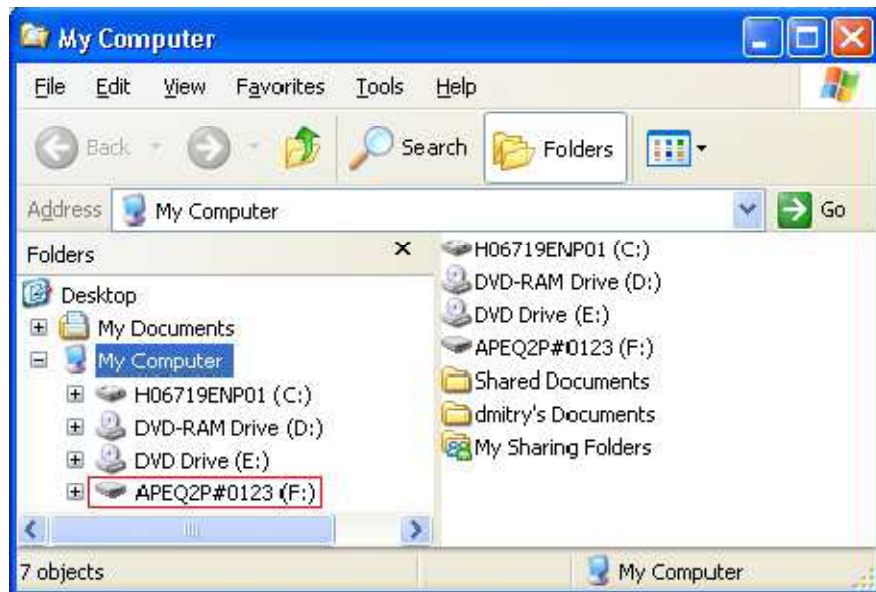 My Computer
File Edit View Favorites Tools Help
Back Search Folders
Address My Computer Go
Folders
Desktop
My Documents
My Computer
H06719ENP01 (C:)
DVD-RAM Drive (D:)
DVD Drive (E:)
APEQ2P#0123 (F:)
H06719ENP01 (C:)
DVD-RAM Drive (D:)
DVD Drive (E:)
APEQ2P#0123 (F:)
Shared Documents
dmitry's Documents
My Sharing Folders
7 objects My Computer